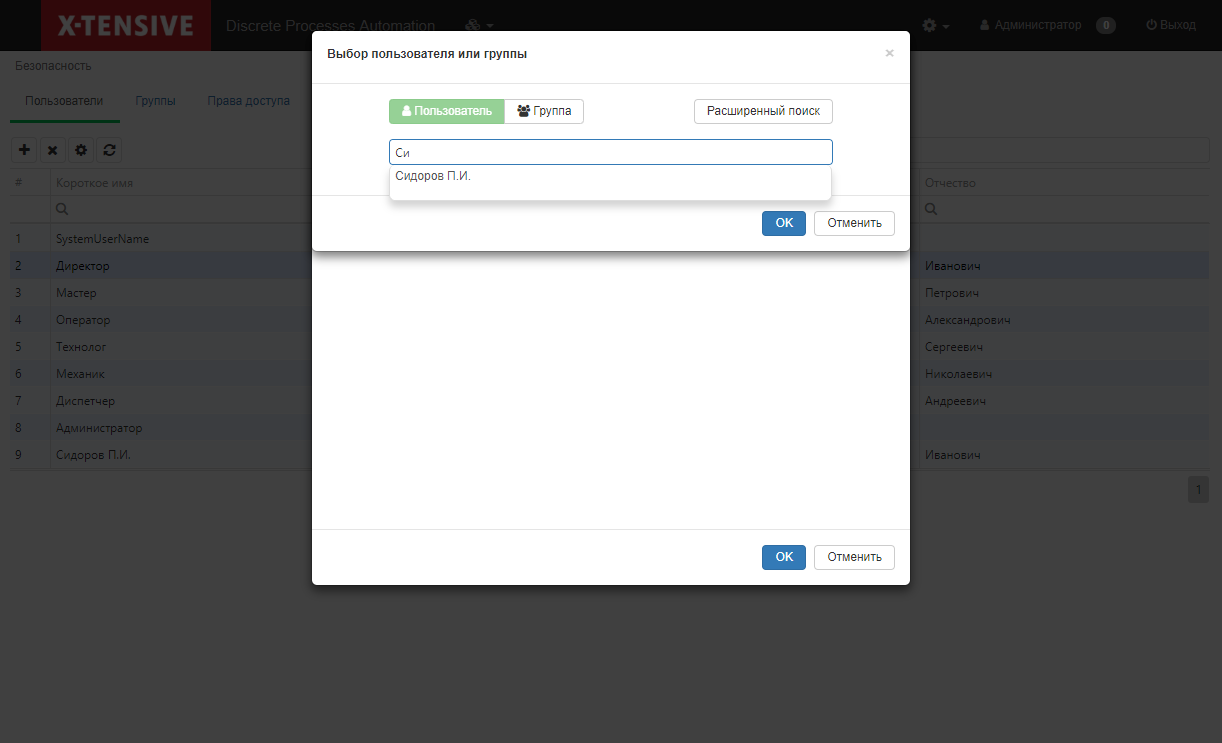 X-TENSIVE Discrete Processes Automation Администратор 0 Выход
Выбор пользователя или группы ×
Безопасность
Пользователи Группы Права доступа
Пользователь Группа Расширенный поиск
Си
Сидоров П.И.
# Короткое имя Отчество
OK Отменить
1 SystemUserName
2 Директор Иванович
3 Мастер Петрович
4 Оператор Александрович
5 Технолог Сергеевич
6 Механик Николаевич
7 Диспетчер Андреевич
8 Администратор
9 Сидоров П.И. Иванович
1
OK Отменить